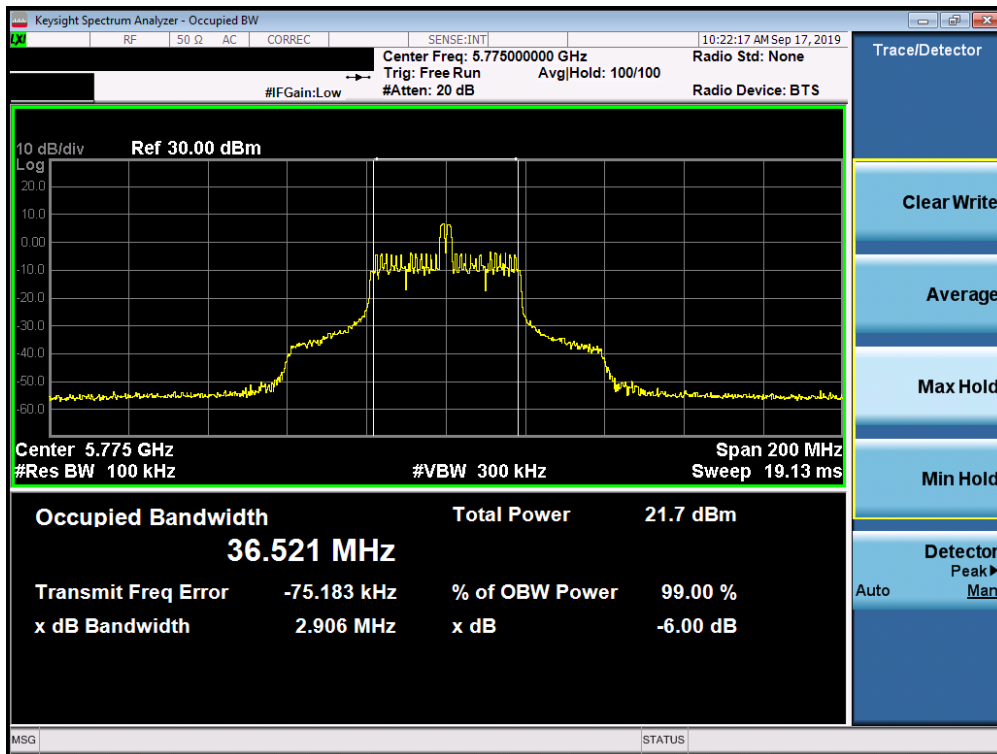 Keysight Spectrum Analyzer - Occupied BW
LXI RF 50 Ω AC CORREC SENSE:INT 10:22:17 AM Sep 17, 2019
Center Freq: 5.775000000 GHz Radio Std: None
Trig: Free Run Avg|Hold: 100/100
#IFGain:Low #Atten: 20 dB Radio Device: BTS
10 dB/div Ref 30.00 dBm
Log
20.0
10.0
0.00
-10.0
-20.0
-30.0
-40.0
-50.0
-60.0
Center 5.775 GHz Span 200 MHz
#Res BW 100 kHz #VBW 300 kHz Sweep 19.13 ms
Occupied Bandwidth Total Power 21.7 dBm
36.521 MHz
Transmit Freq Error -75.183 kHz % of OBW Power 99.00 %
x dB Bandwidth 2.906 MHz x dB -6.00 dB
MSG STATUS
Trace/Detector
Clear Write
Average
Max Hold
Min Hold
Detector
Peak▶
Auto Man